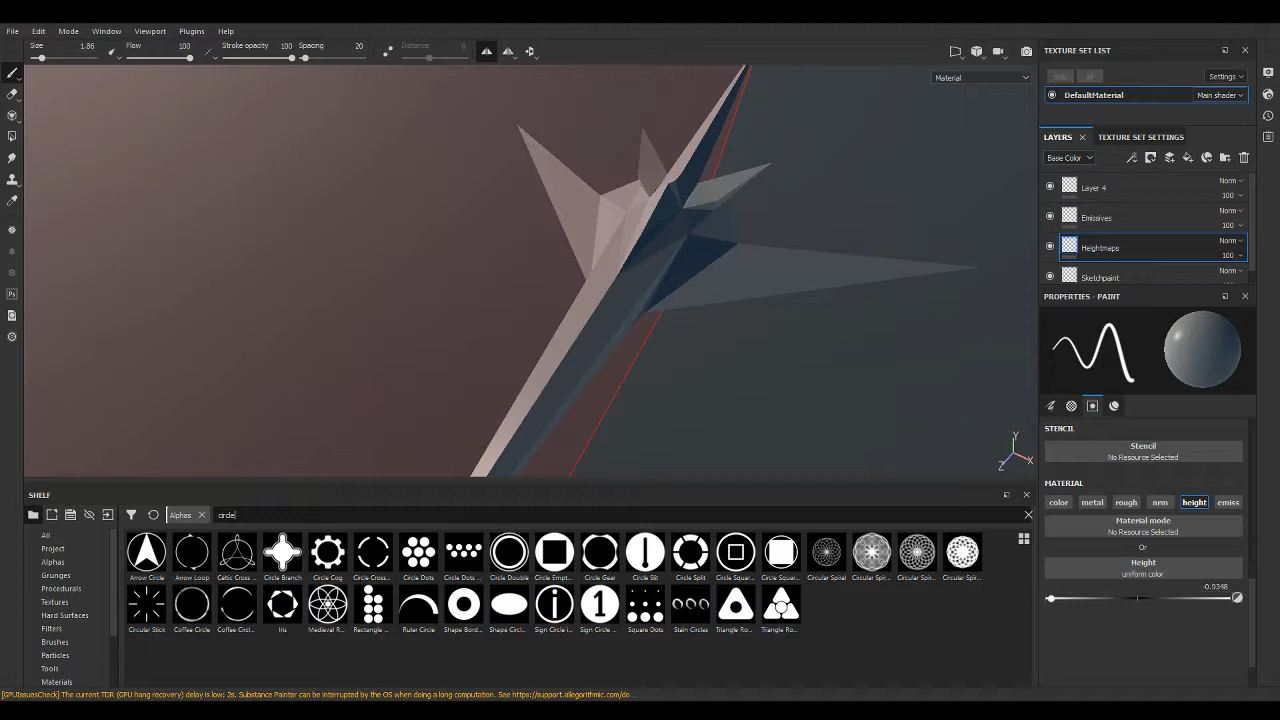 File Edit Mode Window Viewport Plugins Help
Size 1.86 Flow 100 Stroke opacity 100 Spacing 20 Distance 0
Material
TEXTURE SET LIST
Solo All Settings
DefaultMaterial Main shader
LAYERS TEXTURE SET SETTINGS
Base Color
Layer 4 Norm 100
Emissives Norm 100
Heightmaps Norm 100
Sketchpaint Norm
PROPERTIES - PAINT
STENCIL
Stencil
No Resource Selected
MATERIAL
color metal rough nrm height emiss
Material mode
No Resource Selected
Or
Height
uniform color
-0.9348
Y
Z X
SHELF
Alphas circle
All
Project
Alphas
Grunges
Procedurals
Textures
Hard Surfaces
Filters
Brushes
Particles
Tools
Materials
Arrow Circle Arrow Loop Celtic Cross ... Circle Branch Circle Cog Circle Cross... Circle Dots Circle Dots ... Circle Double Circle Empt... Circle Gear Circle Slit Circle Split Circle Squar... Circle Squar... Circular Spiral Circular Spir... Circular Spir... Circular Spir...
Circular Stick Coffee Circle Coffee Circl... Iris Medieval R... Rectangle ... Ruler Circle Shape Bord... Shape Circl... Sign Circle i... Sign Circle ... Square Dots Stain Circles Triangle Ro... Triangle Ro...
[GPUIssuesCheck] The current TDR (GPU hang recovery) delay is low: 2s. Substance Painter can be interrupted by the OS when doing a long computation. See https://support.allegorithmic.com/do...